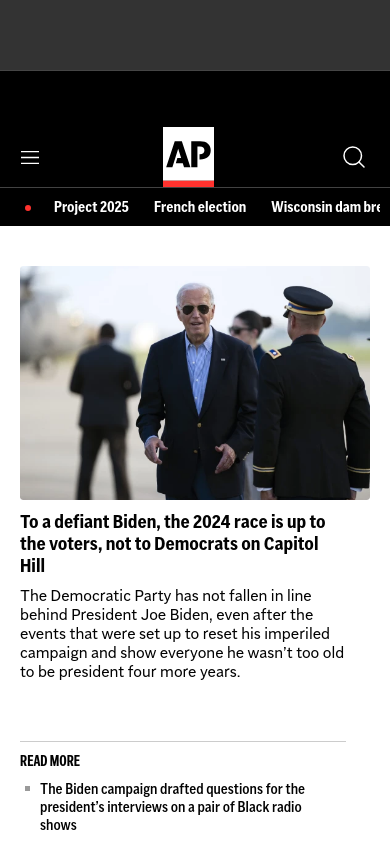 AP
Project 2025 French election Wisconsin dam bre
To a defiant Biden, the 2024 race is up to
the voters, not to Democrats on Capitol
Hill
The Democratic Party has not fallen in line
behind President Joe Biden, even after the
events that were set up to reset his imperiled
campaign and show everyone he wasn’t too old
to be president four more years.
READ MORE
The Biden campaign drafted questions for the
president’s interviews on a pair of Black radio
shows